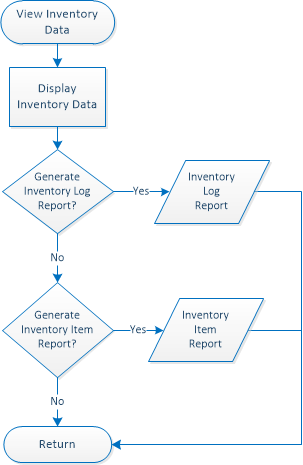 View Inventory
Data
Display
Inventory Data
Generate
Inventory Log
Report?
Yes
Inventory
Log
Report
No
Generate
Inventory Item
Report?
Yes
Inventory
Item
Report
No
Return